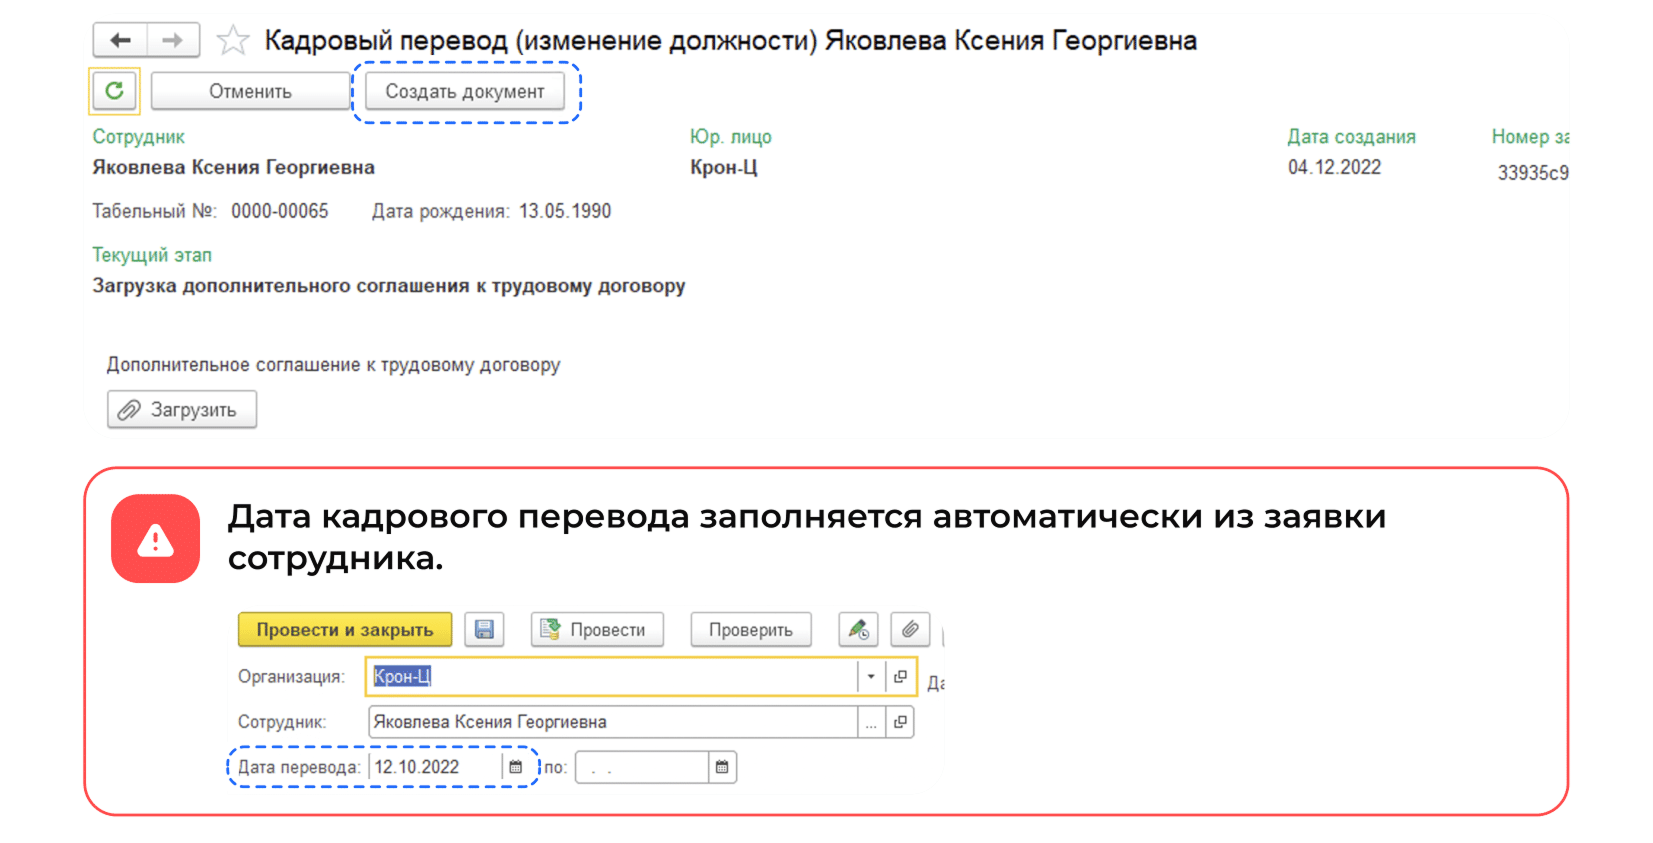 Кадровый перевод (изменение должности) Яковлева Ксения Георгиевна
Отменить Создать документ
Сотрудник Юр. лицо Дата создания Номер за
Яковлева Ксения Георгиевна Крон-Ц 04.12.2022 33935c9
Табельный №: 0000-00065 Дата рождения: 13.05.1990
Текущий этап
Загрузка дополнительного соглашения к трудовому договору
Дополнительное соглашение к трудовому договору
Загрузить
Дата кадрового перевода заполняется автоматически из заявки
сотрудника.
Провести и закрыть Провести Проверить
Организация: Крон-Ц Да
Сотрудник: Яковлева Ксения Георгиевна ...
Дата перевода: 12.10.2022 по: . .